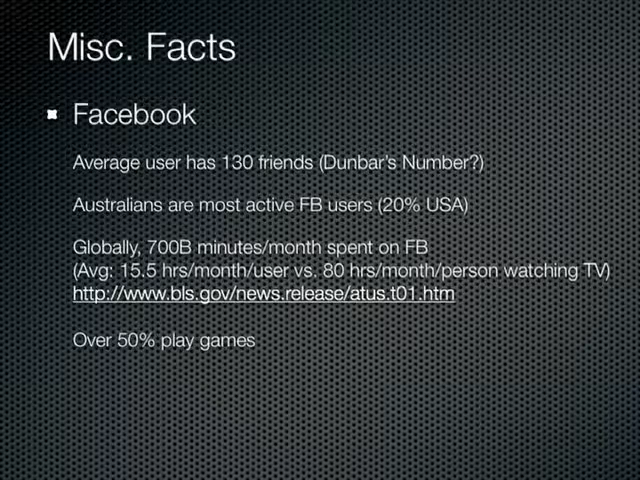 Misc. Facts
Facebook
Average user has 130 friends (Dunbar's Number?)
Australians are most active FB users (20% USA)
Globally, 700B minutes/month spent on FB
(Avg: 15.5 hrs/month/user vs. 80 hrs/month/person watching TV)
http://www.bls.gov/news.release/atus.t01.htm
Over 50% play games